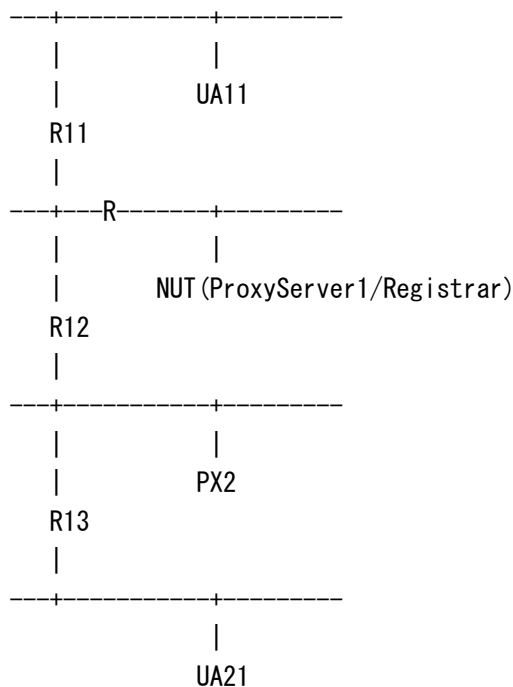 ---+-----------+---------
|           |
|          UA11
R11
|
---+---R-------+---------
|           |
|       NUT(ProxyServer1/Registrar)
R12
|
---+-----------+---------
|           |
|          PX2
R13
|
---+-----------+---------
|
UA21